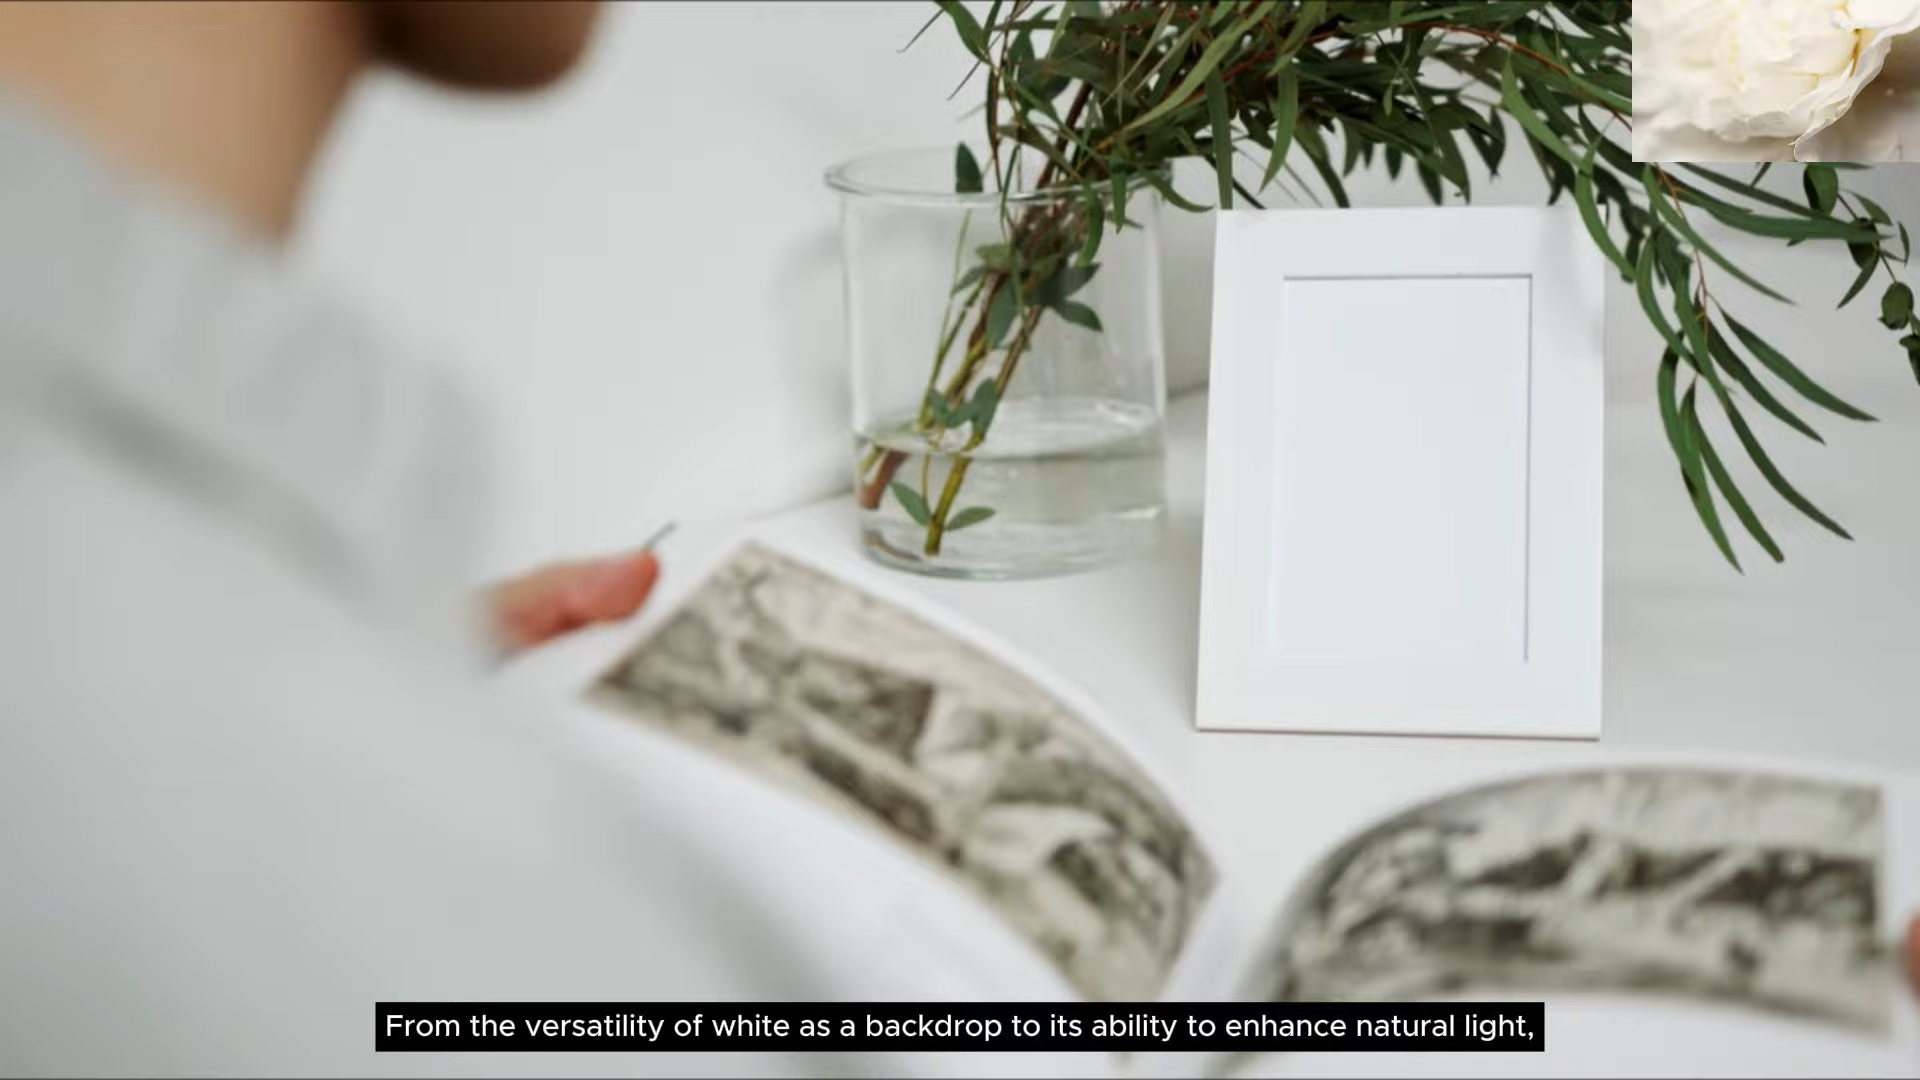 From the versatility of white as a backdrop to its ability to enhance natural light,